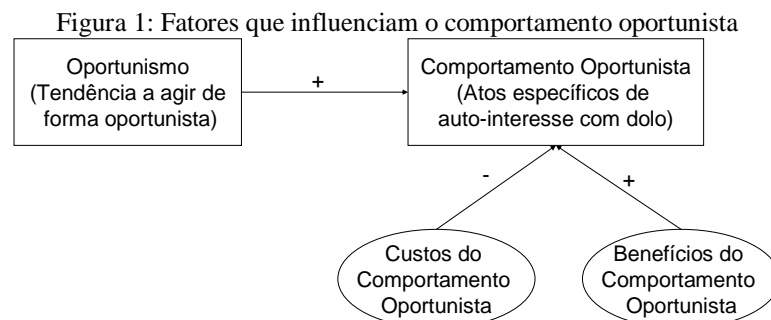 Figura 1: Fatores que influenciam o comportamento oportunista
Oportunismo
(Tendência a agir de
forma oportunista)
+
Comportamento Oportunista
(Atos específicos de
auto-interesse com dolo)
-
+
Custos do
Comportamento
Oportunista
Benefícios do
Comportamento
Oportunista